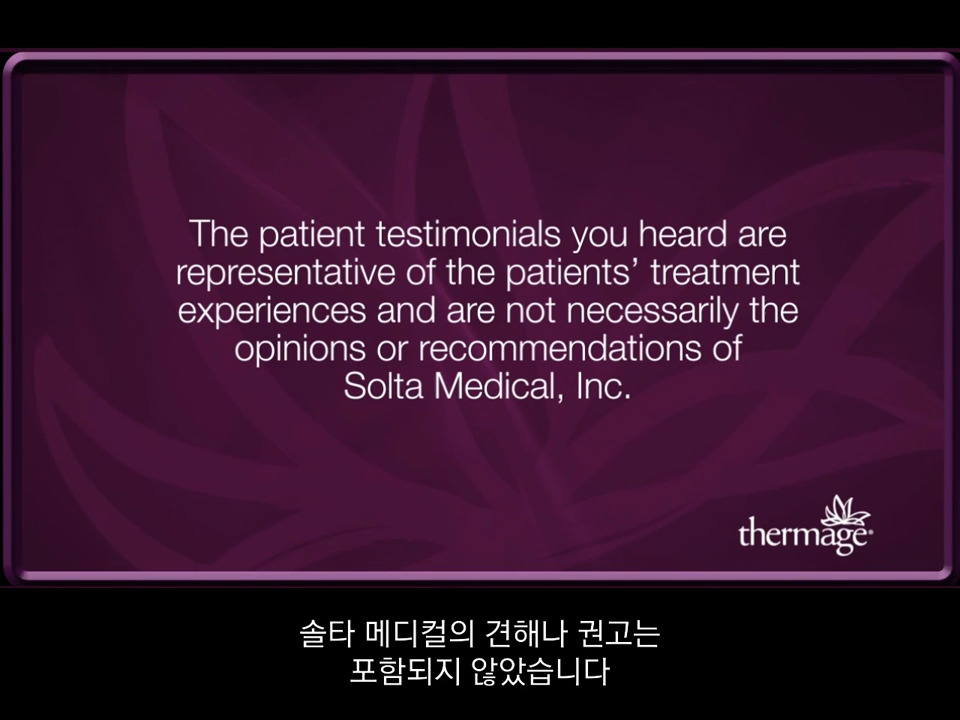 The patient testimonials you heard are
representative of the patients’ treatment
experiences and are not necessarily the
opinions or recommendations of
Solta Medical, Inc.
thermage®
솔타 메디컬의 견해나 권고는
포함되지 않았습니다